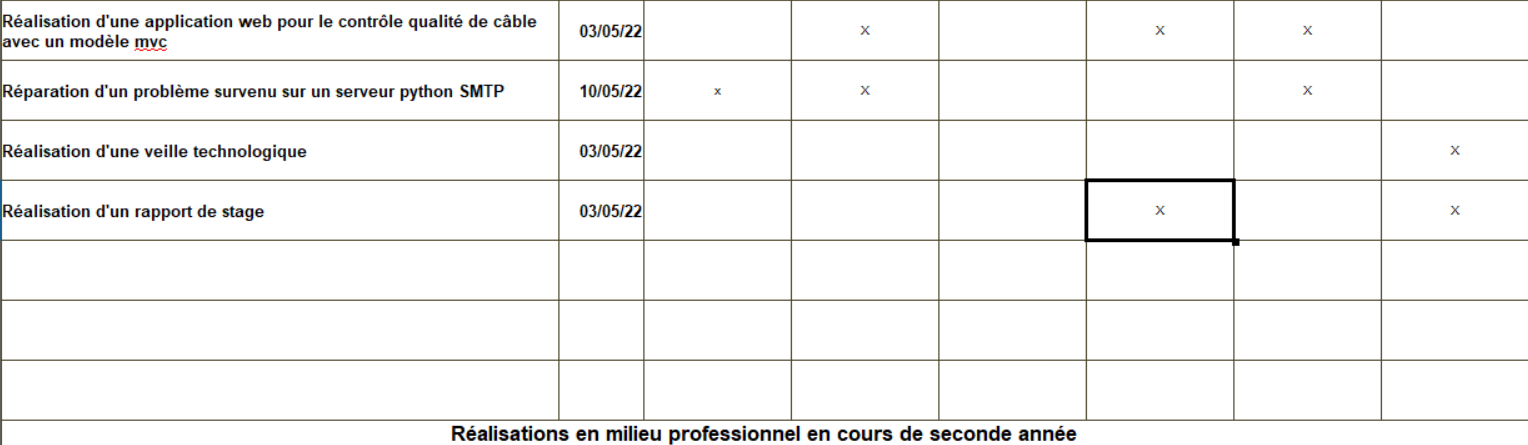 Réalisation d'une application web pour le contrôle qualité de câble
avec un modèle mvc
03/05/22 X X X
Réparation d'un problème survenu sur un serveur python SMTP 10/05/22 x X X
Réalisation d'une veille technologique 03/05/22 X
Réalisation d'un rapport de stage 03/05/22 X X
Réalisations en milieu professionnel en cours de seconde année